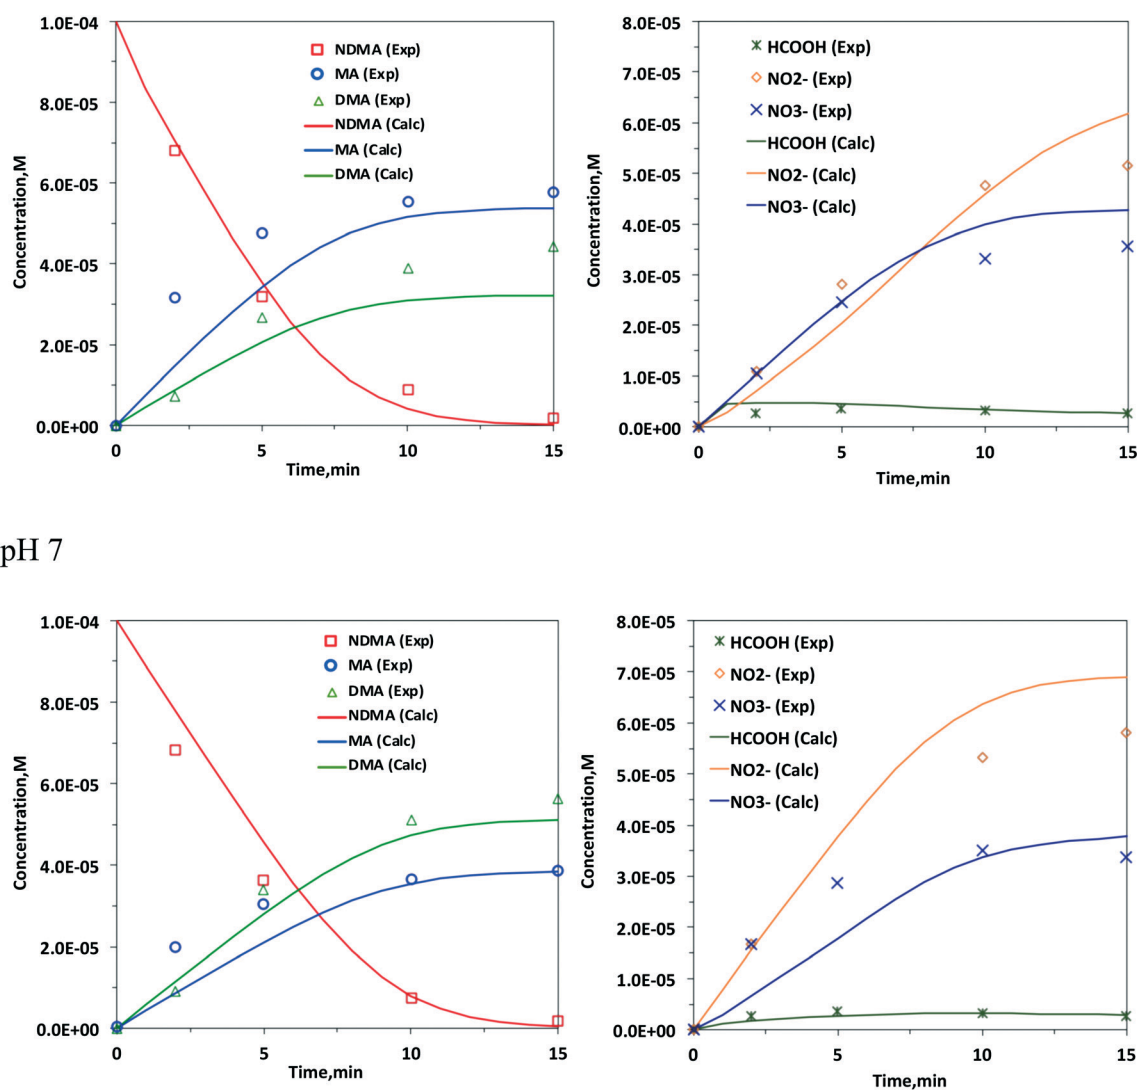 1.0E-04
8.0E-05
6.0E-05
4.0E-05
2.0E-05
0.0E+00
Concentration,M
0 5 10 15
Time,min
NDMA (Exp)
MA (Exp)
DMA (Exp)
NDMA (Calc)
MA (Calc)
DMA (Calc)
8.0E-05
7.0E-05
6.0E-05
5.0E-05
4.0E-05
3.0E-05
2.0E-05
1.0E-05
0.0E+00
Concentration,M
0 5 10 15
Time,min
HCOOH (Exp)
NO2- (Exp)
NO3- (Exp)
HCOOH (Calc)
NO2- (Calc)
NO3- (Calc)
pH 7
1.0E-04
8.0E-05
6.0E-05
4.0E-05
2.0E-05
0.0E+00
Concentration,M
0 5 10 15
Time,min
NDMA (Exp)
MA (Exp)
DMA (Exp)
NDMA (Calc)
MA (Calc)
DMA (Calc)
8.0E-05
7.0E-05
6.0E-05
5.0E-05
4.0E-05
3.0E-05
2.0E-05
1.0E-05
0.0E+00
Concentration,M
0 5 10 15
Time,min
HCOOH (Exp)
NO2- (Exp)
NO3- (Exp)
HCOOH (Calc)
NO2- (Calc)
NO3- (Calc)